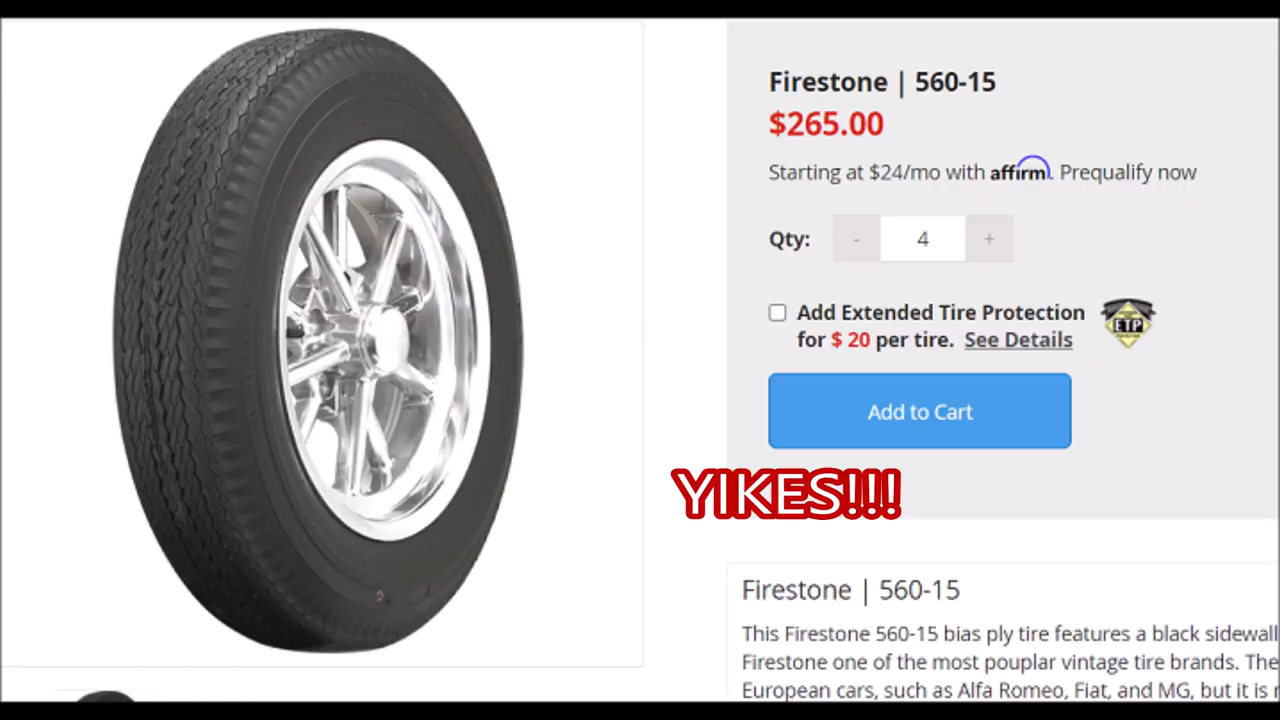 Firestone | 560-15
$265.00
Starting at $24/mo with affirm. Prequalify now
Qty: - 4 +
Add Extended Tire Protection
for $ 20 per tire. See Details
ETP
Add to Cart
YIKES!!!
Firestone | 560-15
This Firestone 560-15 bias ply tire features a black sidewall
Firestone one of the most pouplar vintage tire brands. The
European cars, such as Alfa Romeo, Fiat, and MG, but it is